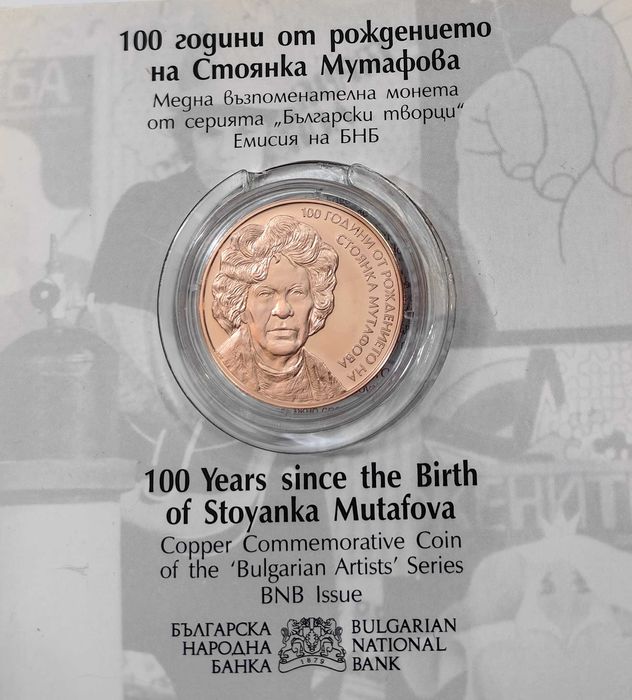 100 години от рождението
на Стоянка Мутафова
Медна възпоменателна монета
от серията „Български творци“
Емисия на БНБ
100 ГОДИНИ ОТ РОЖДЕНИЕТО НА
СТОЯНКА МУТАФОВА
100 Years since the Birth
of Stoyanka Mutafova
Copper Commemorative Coin
of the 'Bulgarian Artists' Series
BNB Issue
БЪЛГАРСКА
НАРОДНА
БАНКА
1879
BULGARIAN
NATIONAL
BANK